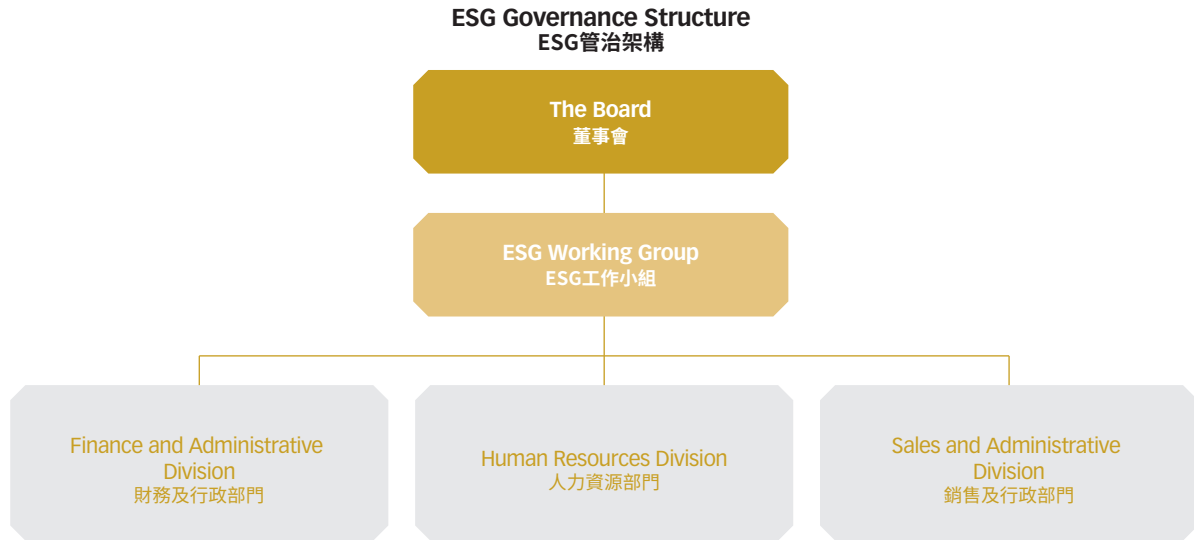 ESG Governance Structure
ESG管治架構
The Board
董事會
ESG Working Group
ESG工作小組
Finance and Administrative
Division
財務及行政部門
Human Resources Division
人力資源部門
Sales and Administrative
Division
銷售及行政部門